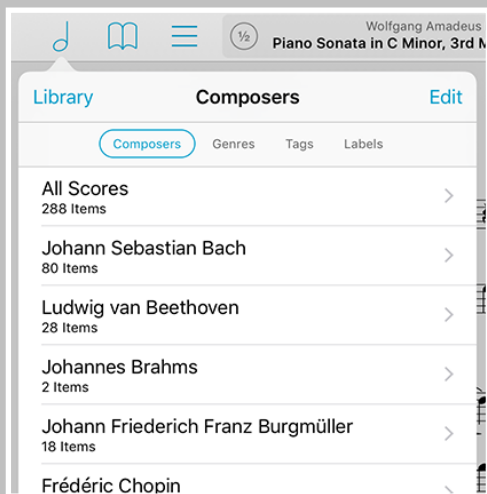 ½
Wolfgang Amadeus
Piano Sonata in C Minor, 3rd
Library
Composers
Edit
Composers
Genres
Tags
Labels
All Scores
288 Items
Johann Sebastian Bach
80 Items
Ludwig van Beethoven
28 Items
Johannes Brahms
2 Items
Johann Friederich Franz Burgmüller
18 Items
Frédéric Chopin